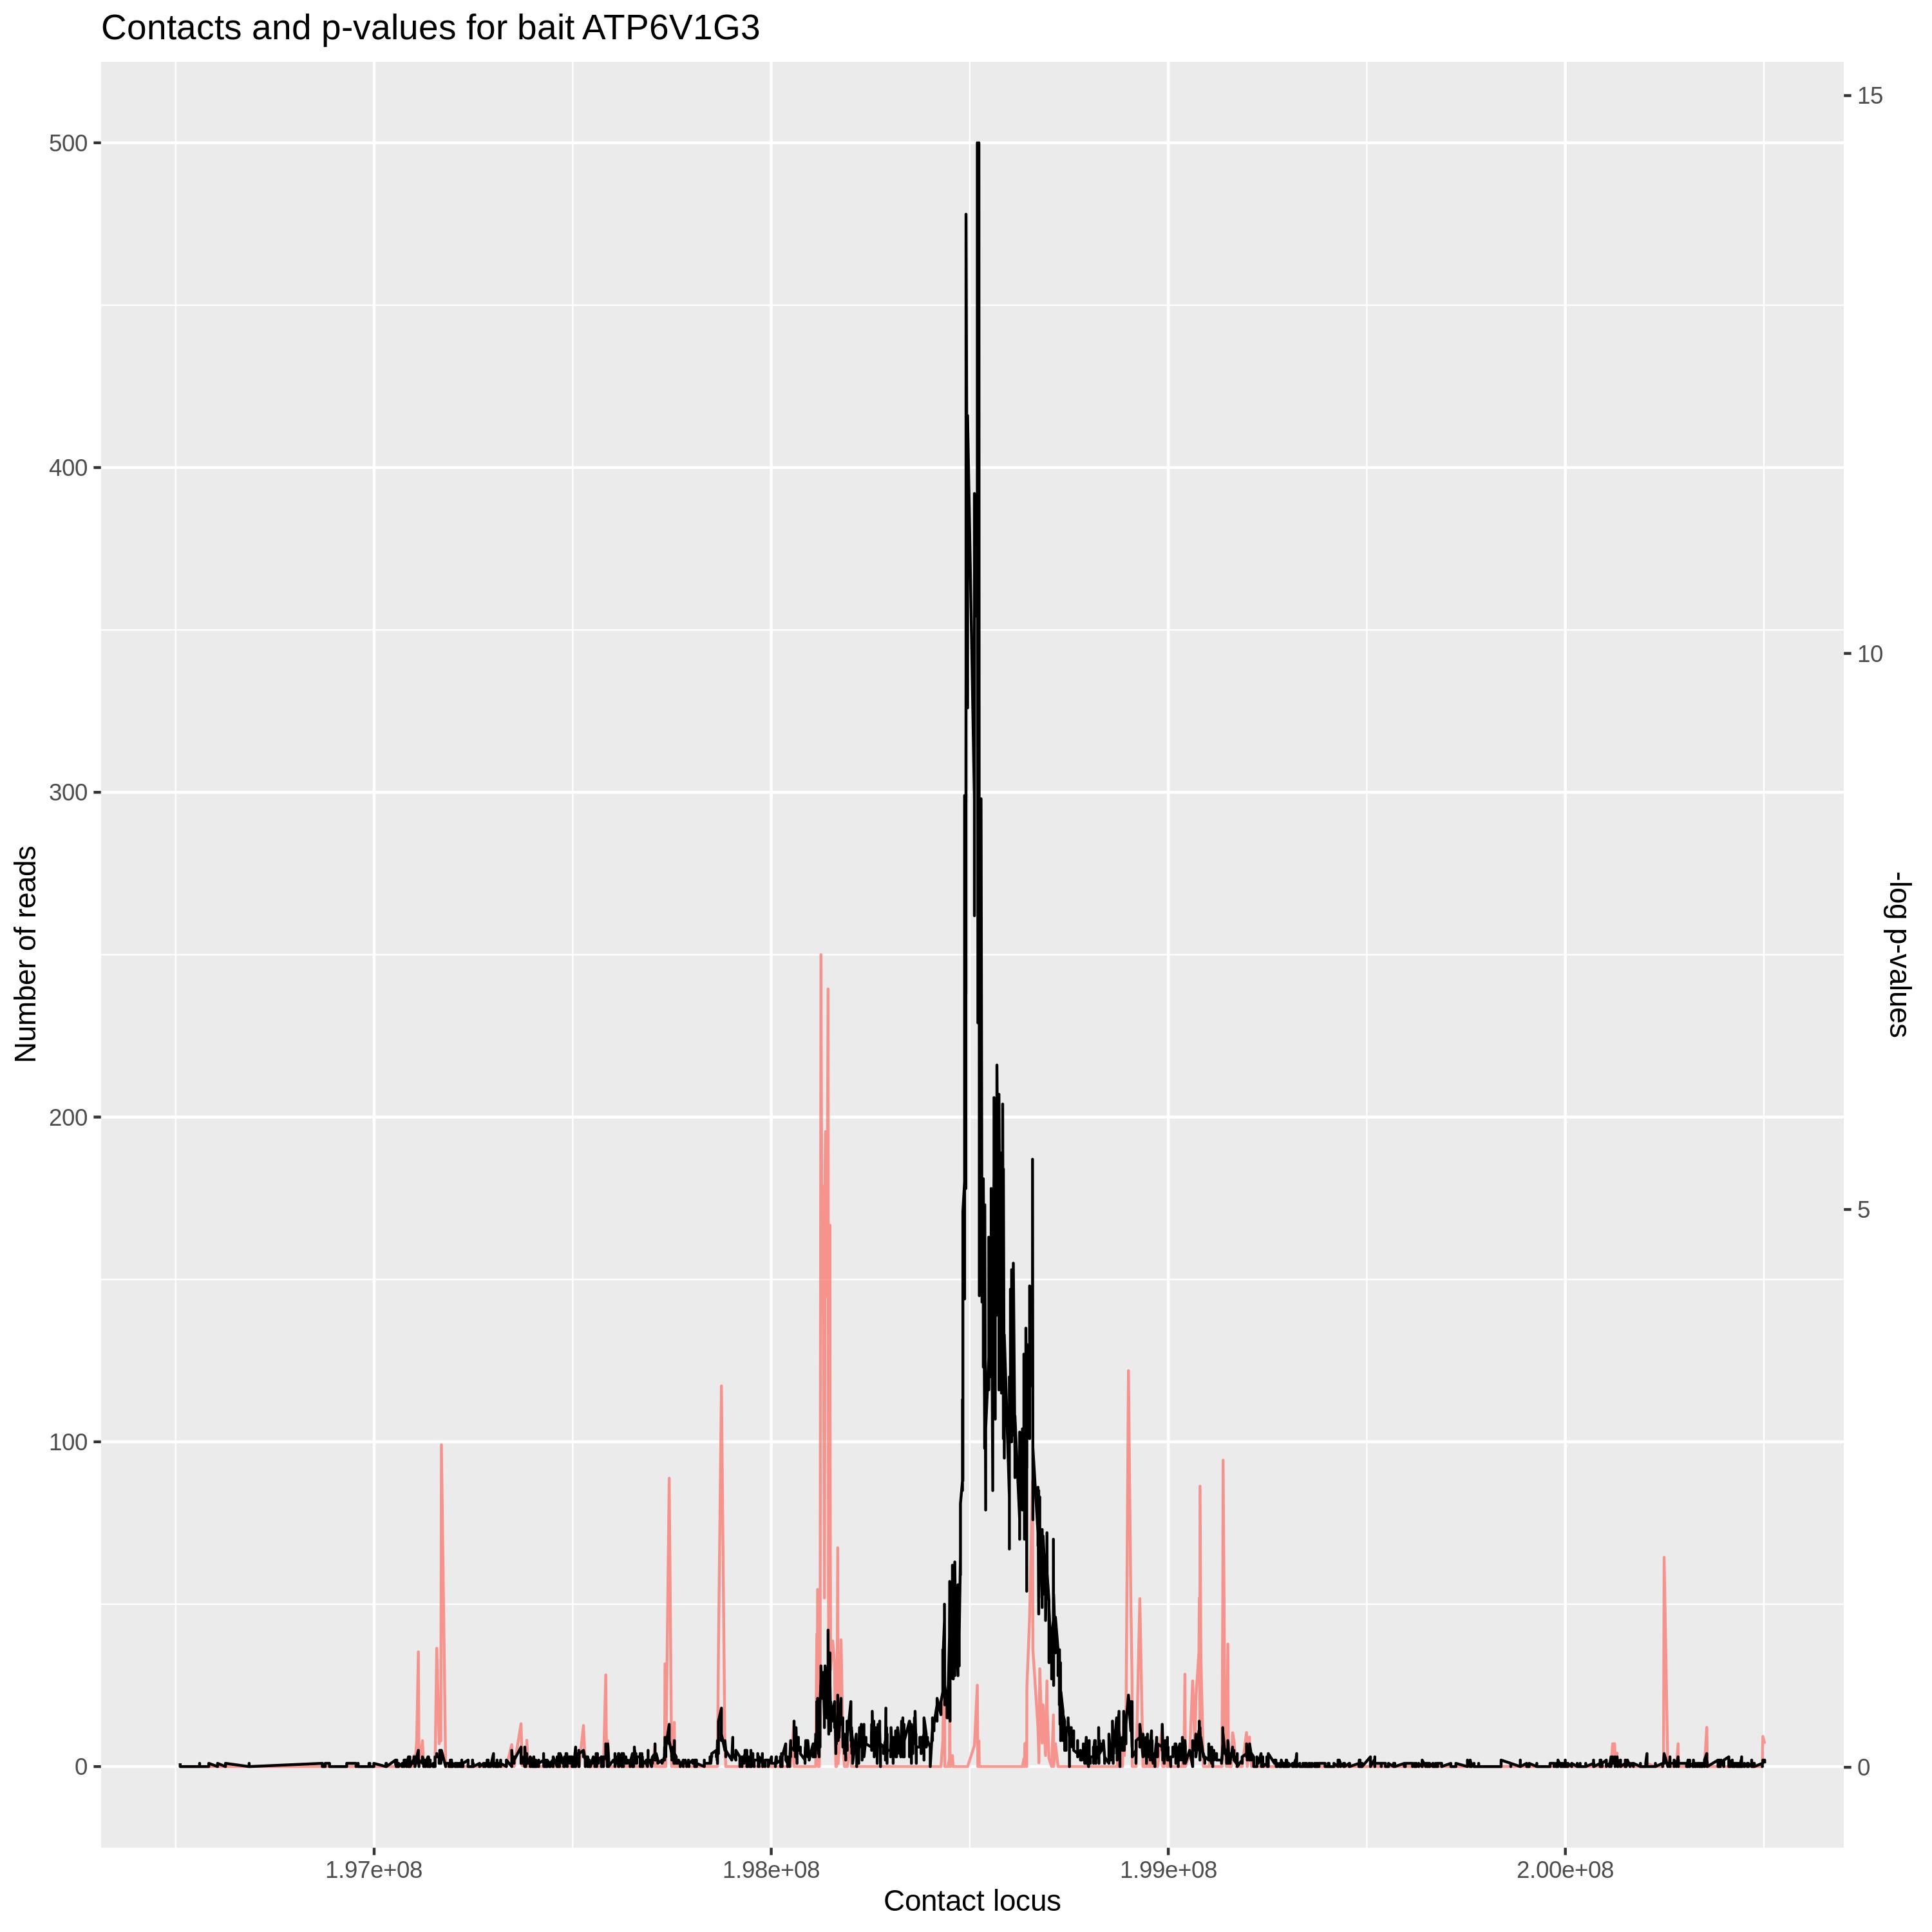 Contacts and p-values for bait ATP6V1G3
15
500
400
10
300
Number of reads
-log p-values
200
5
100
0
0
1.97e+08
1.98e+08
1.99e+08
2.00e+08
Contact locus